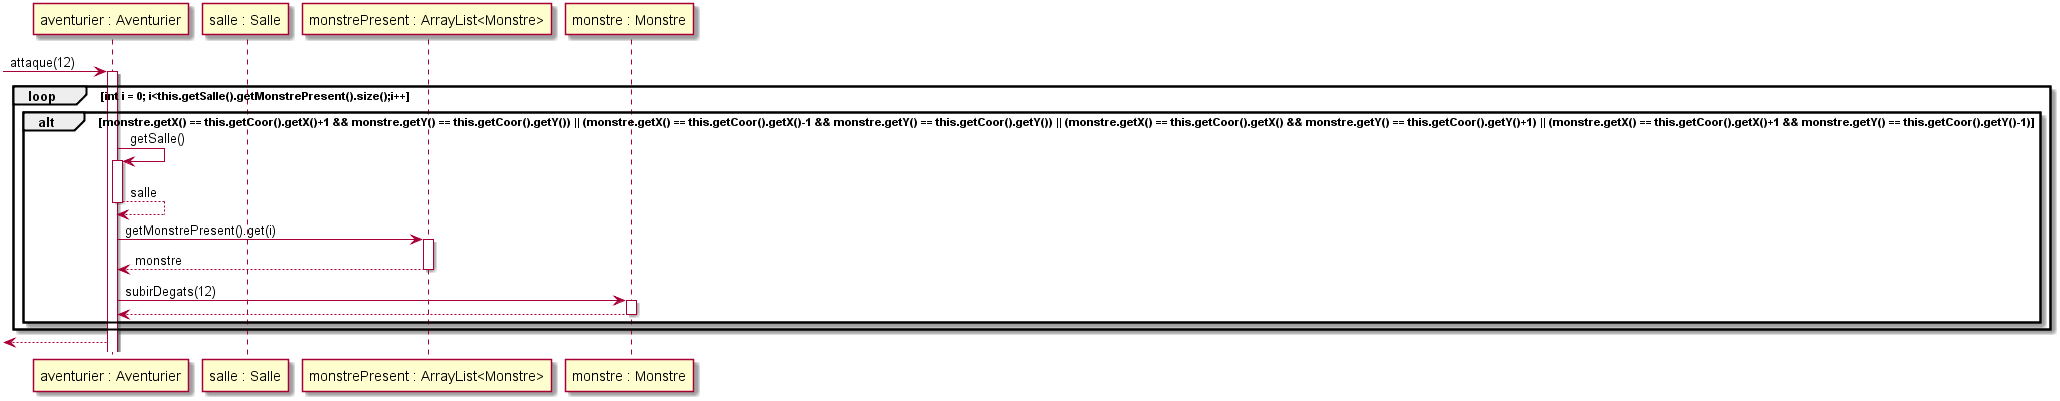 aventurier : Aventurier salle : Salle monstrePresent : ArrayList<Monstre> monstre : Monstre
attaque(12)
loop [int i = 0; i<this.getSalle().getMonstrePresent().size();i++]
alt [monstre.getX() == this.getCoor().getX()+1 && monstre.getY() == this.getCoor().getY()) || (monstre.getX() == this.getCoor().getX()-1 && monstre.getY() == this.getCoor().getY()) || (monstre.getX() == this.getCoor().getX() && monstre.getY() == this.getCoor().getY()+1) || (monstre.getX() == this.getCoor().getX()+1 && monstre.getY() == this.getCoor().getY()-1)]
getSalle()
salle
getMonstrePresent().get(i)
monstre
subirDegats(12)
aventurier : Aventurier salle : Salle monstrePresent : ArrayList<Monstre> monstre : Monstre